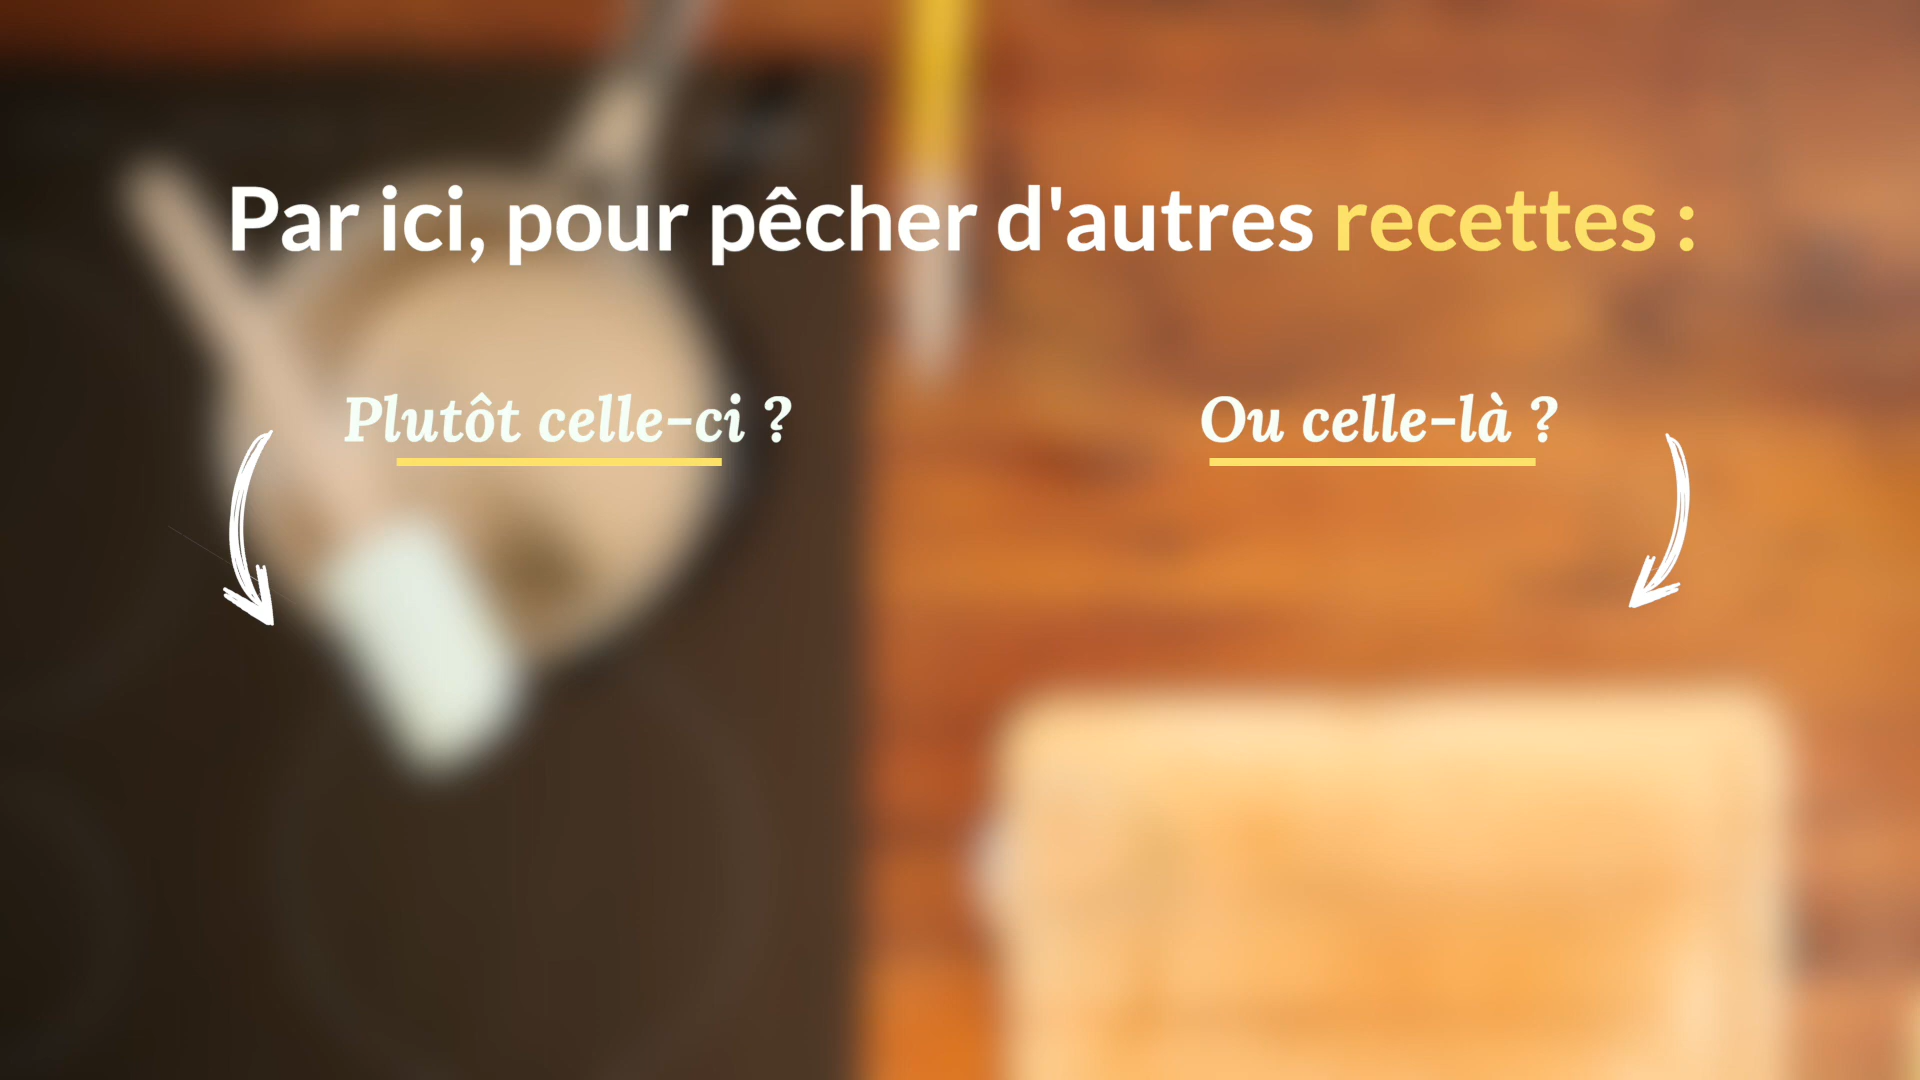 Par ici, pour pêcher d'autres recettes :
Plutôt celle-ci ?
Ou celle-là ?